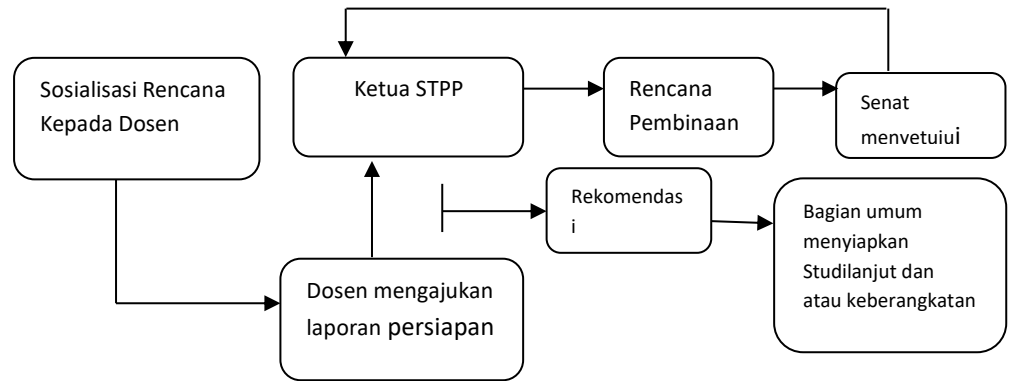 Sosialisasi Rencana
Kepada Dosen
Ketua STPP
Rencana
Pembinaan
Senat
menvetuiui
Rekomendas
i
Bagian umum
menyiapkan
Studilanjut dan
atau keberangkatan
Dosen mengajukan
laporan persiapan